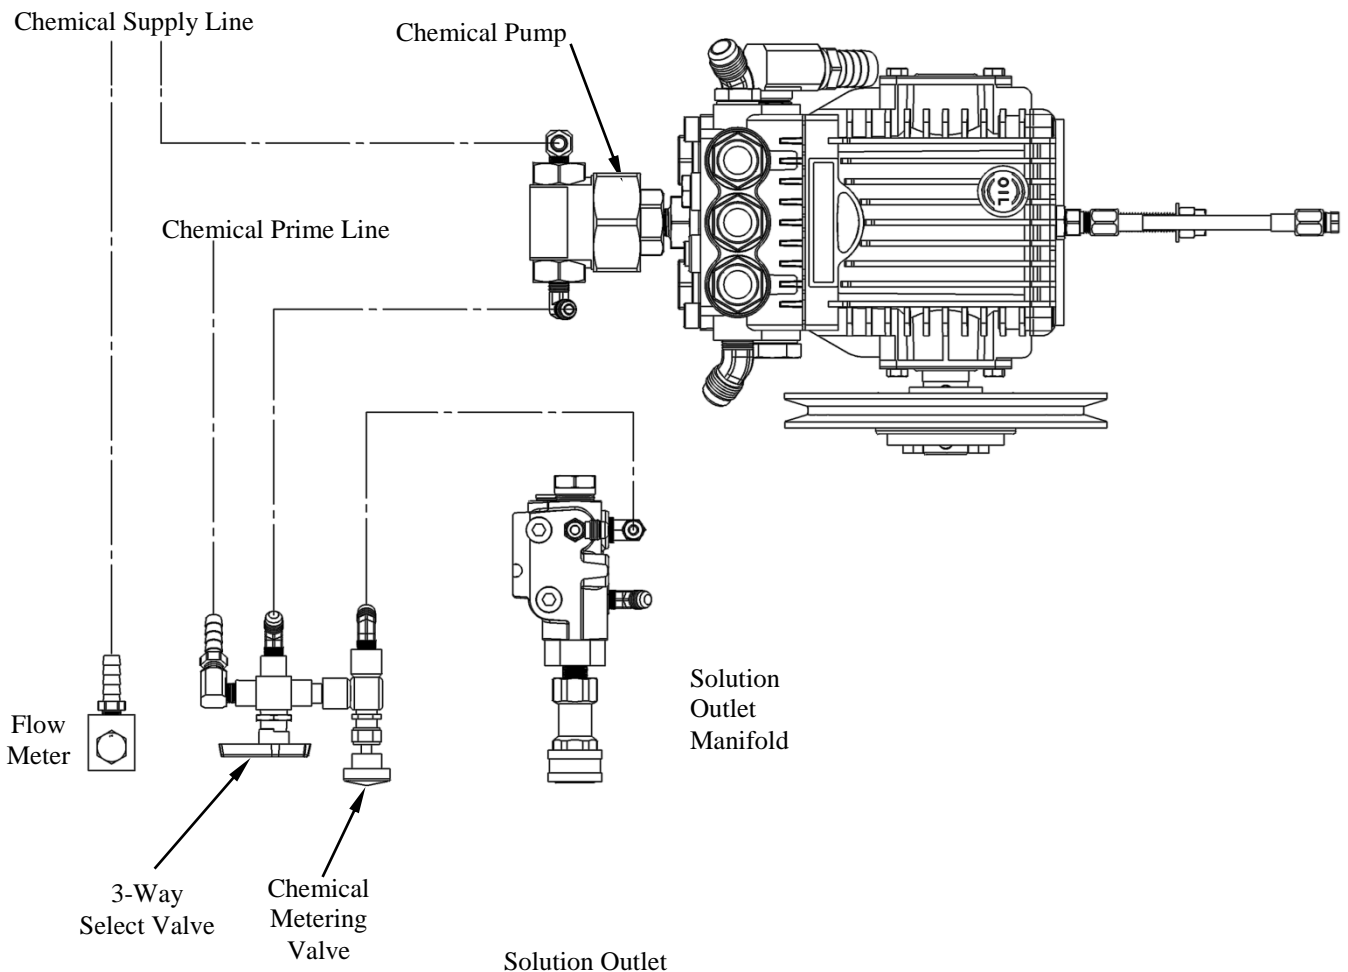 Chemical Supply Line
Chemical Pump
OIL
Chemical Prime Line
Solution
Outlet
Manifold
Flow
Meter
3-Way
Select Valve
Chemical
Metering
Valve
Solution Outlet